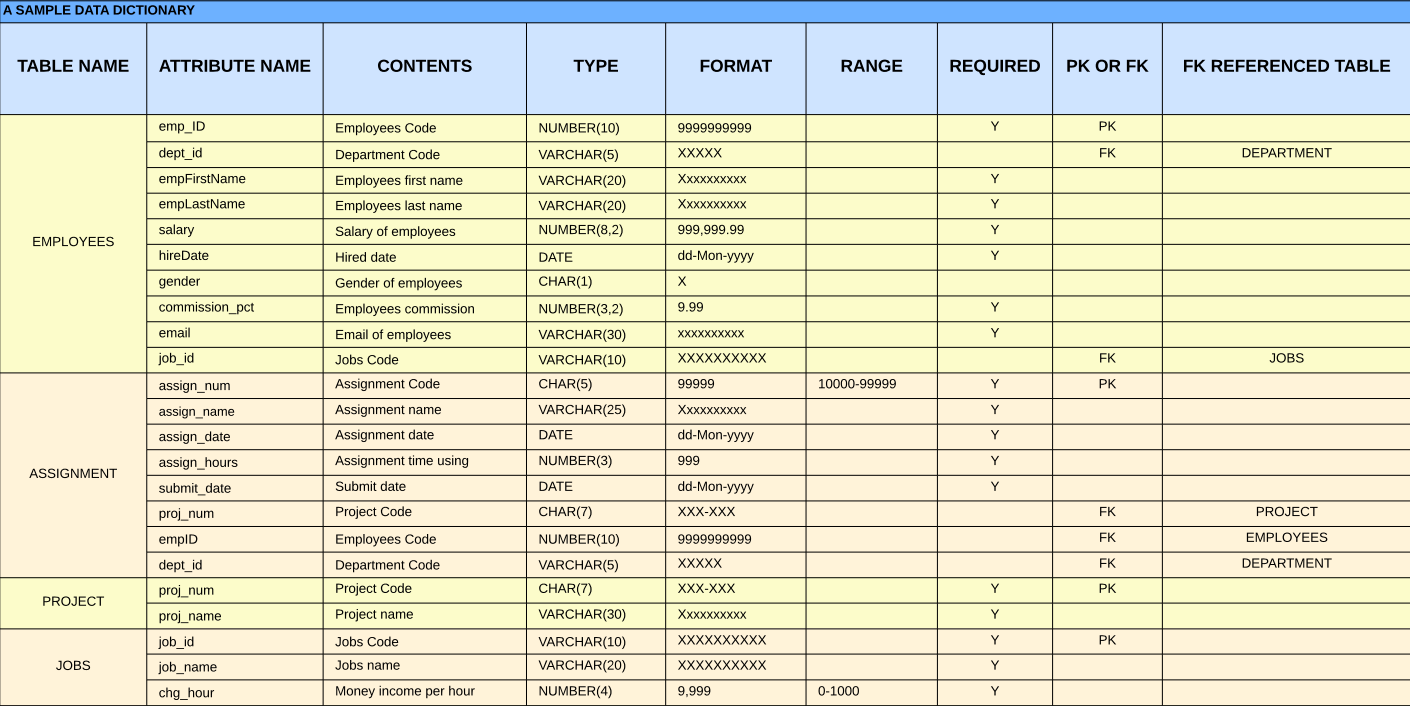 A SAMPLE DATA DICTIONARY
TABLE NAME ATTRIBUTE NAME CONTENTS TYPE FORMAT RANGE REQUIRED PK OR FK FK REFERENCED TABLE
EMPLOYEES
emp_ID Employees Code NUMBER(10) 9999999999 Y PK
dept_id Department Code VARCHAR(5) XXXXX FK DEPARTMENT
empFirstName Employees first name VARCHAR(20) Xxxxxxxxxx Y
empLastName Employees last name VARCHAR(20) Xxxxxxxxxx Y
salary Salary of employees NUMBER(8,2) 999,999.99 Y
hireDate Hired date DATE dd-Mon-yyyy Y
gender Gender of employees CHAR(1) X
commission_pct Employees commission NUMBER(3,2) 9.99 Y
email Email of employees VARCHAR(30) xxxxxxxxxx Y
job_id Jobs Code VARCHAR(10) XXXXXXXXXX FK JOBS
ASSIGNMENT
assign_num Assignment Code CHAR(5) 99999 10000-99999 Y PK
assign_name Assignment name VARCHAR(25) Xxxxxxxxxx Y
assign_date Assignment date DATE dd-Mon-yyyy Y
assign_hours Assignment time using NUMBER(3) 999 Y
submit_date Submit date DATE dd-Mon-yyyy Y
proj_num Project Code CHAR(7) XXX-XXX FK PROJECT
empID Employees Code NUMBER(10) 9999999999 FK EMPLOYEES
dept_id Department Code VARCHAR(5) XXXXX FK DEPARTMENT
PROJECT
proj_num Project Code CHAR(7) XXX-XXX Y PK
proj_name Project name VARCHAR(30) Xxxxxxxxxx Y
JOBS
job_id Jobs Code VARCHAR(10) XXXXXXXXXX Y PK
job_name Jobs name VARCHAR(20) XXXXXXXXXX Y
chg_hour Money income per hour NUMBER(4) 9,999 0-1000 Y